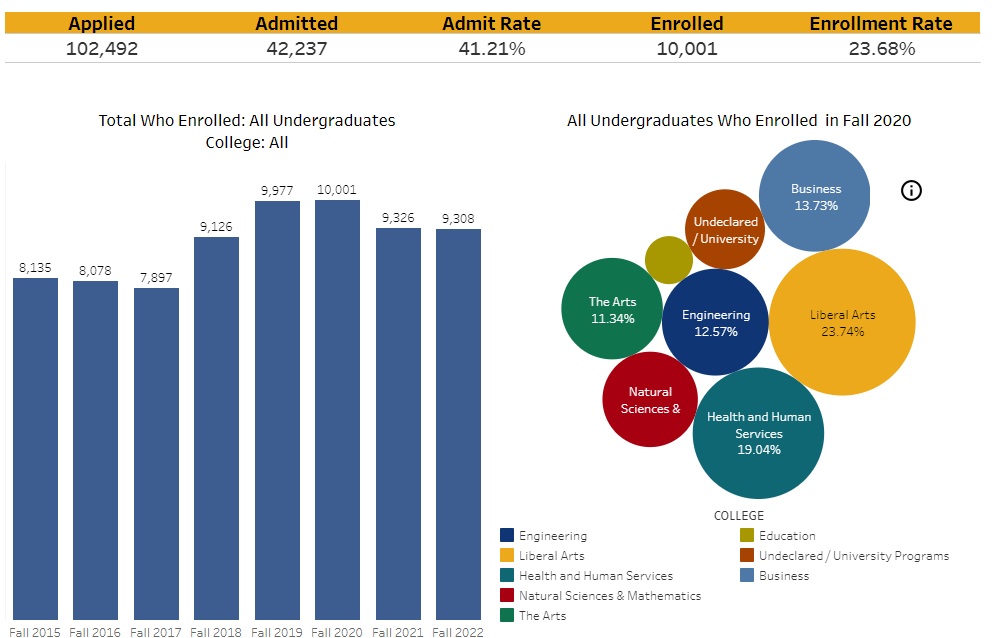 Applied Admitted Admit Rate Enrolled Enrollment Rate
102,492 42,237 41.21% 10,001 23.68%
Total Who Enrolled: All Undergraduates
College: All
9,977 10,001
9,326 9,308
9,126
8,135 8,078 7,897
Fall 2015 Fall 2016 Fall 2017 Fall 2018 Fall 2019 Fall 2020 Fall 2021 Fall 2022
All Undergraduates Who Enrolled in Fall 2020
i
Business
13.73%
Undeclared
/ University
The Arts
11.34%
Engineering
12.57%
Liberal Arts
23.74%
Natural
Sciences &
Health and Human
Services
19.04%
COLLEGE
Engineering
Liberal Arts
Health and Human Services
Natural Sciences & Mathematics
The Arts
Education
Undeclared / University Programs
Business